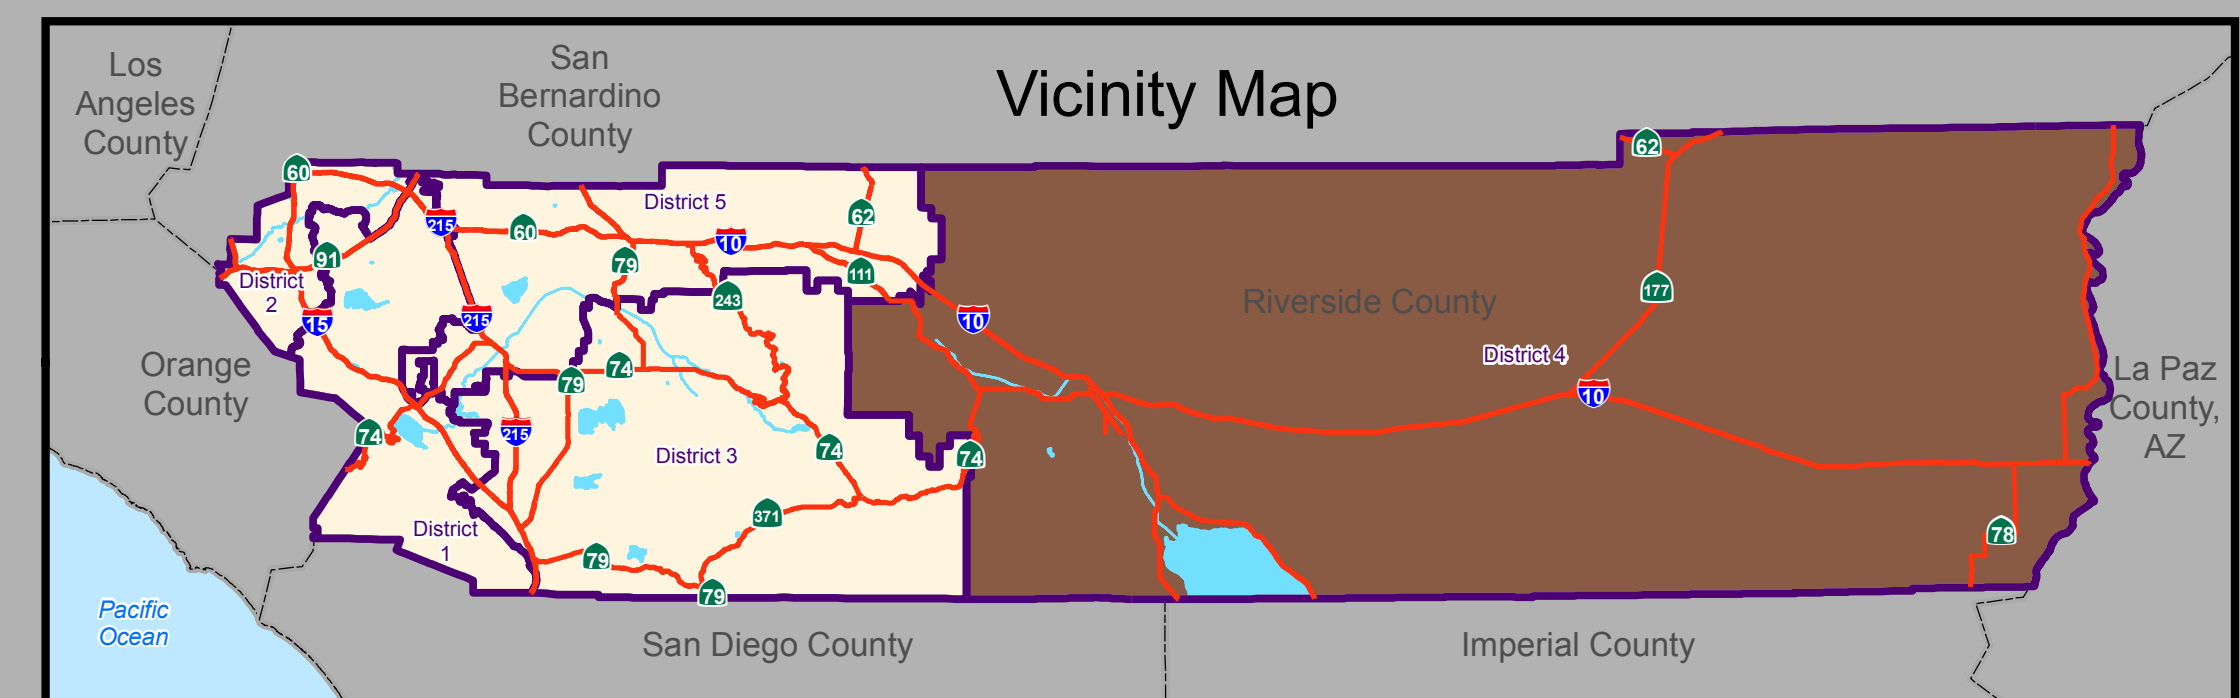 Vicinity Map
Los
Angeles
County
San
Bernardino
County
60
62
62
215
60
District 5
10
91
79
111
243
177
District
2
15
215
10
Riverside County
District 4
Orange
County
74
79
10
La Paz
County,
AZ
74
215
74
74
District 3
371
78
District
1
79
79
Pacific
Ocean
San Diego County
Imperial County